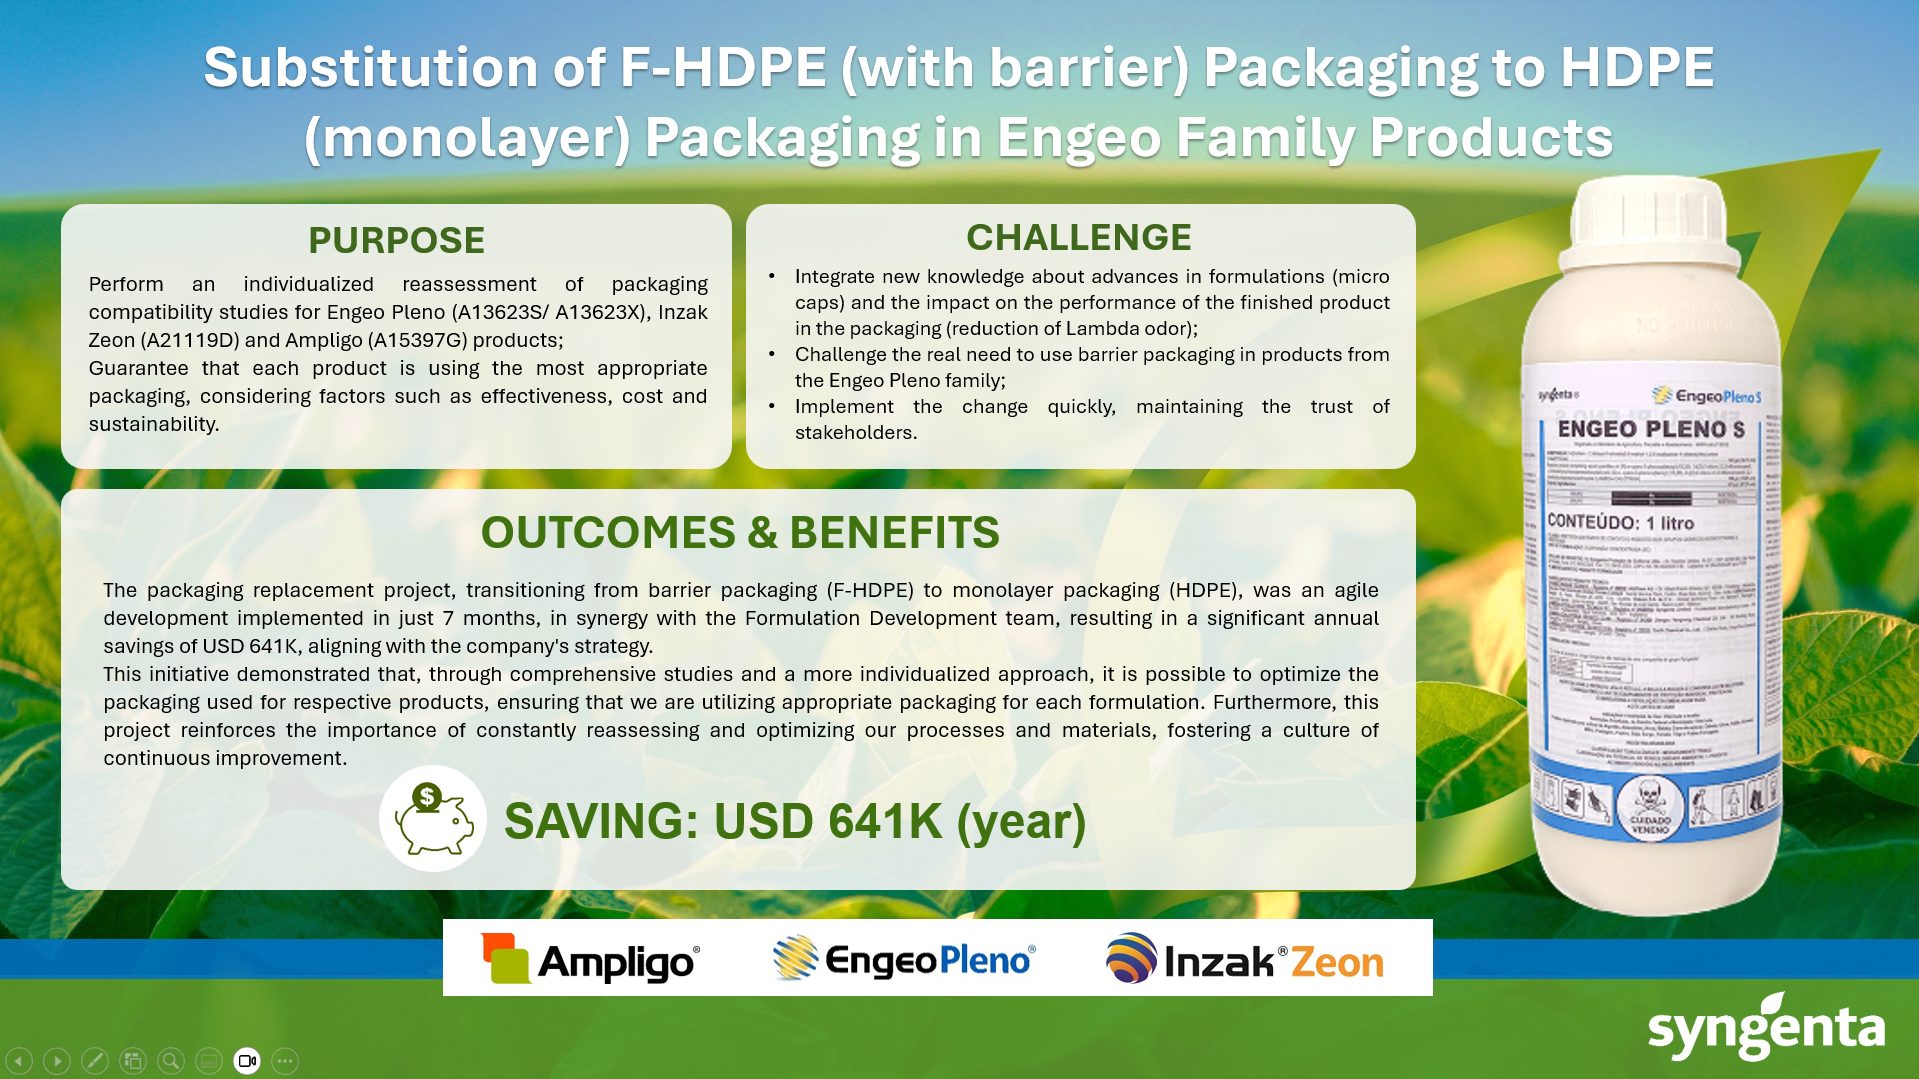 Substitution of F-HDPE (with barrier) Packaging to HDPE
(monolayer) Packaging in Engeo Family Products
PURPOSE
Perform an individualized reassessment of packaging
compatibility studies for Engeo Pleno (A13623S/ A13623X), Inzak
Zeon (A21119D) and Ampligo (A15397G) products;
Guarantee that each product is using the most appropriate
packaging, considering factors such as effectiveness, cost and
sustainability.
CHALLENGE
• Integrate new knowledge about advances in formulations (micro
caps) and the impact on the performance of the finished product
in the packaging (reduction of Lambda odor);
• Challenge the real need to use barrier packaging in products from
the Engeo Pleno family;
• Implement the change quickly, maintaining the trust of
stakeholders.
OUTCOMES & BENEFITS
The packaging replacement project, transitioning from barrier packaging (F-HDPE) to monolayer packaging (HDPE), was an agile
development implemented in just 7 months, in synergy with the Formulation Development team, resulting in a significant annual
savings of USD 641K, aligning with the company's strategy.
This initiative demonstrated that, through comprehensive studies and a more individualized approach, it is possible to optimize the
packaging used for respective products, ensuring that we are utilizing appropriate packaging for each formulation. Furthermore, this
project reinforces the importance of constantly reassessing and optimizing our processes and materials, fostering a culture of
continuous improvement.
$
SAVING: USD 641K (year)
syngenta® EngeoPleno S
ENGEO PLENO S
CONTEÚDO: 1 litro
CUIDADO
VENENO
Ampligo® EngeoPleno® Inzak® Zeon
syngenta